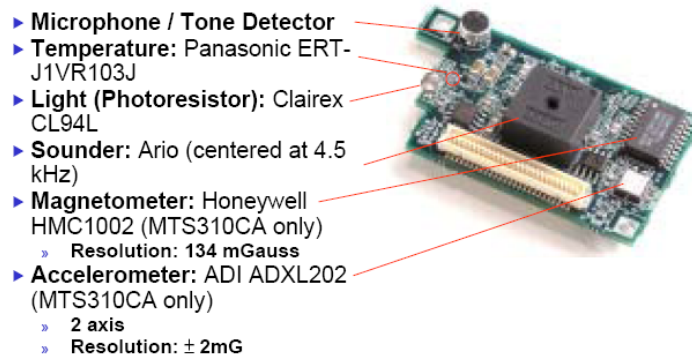 Microphone / Tone Detector
Temperature: Panasonic ERT-
J1VR103J
Light (Photoresistor): Clairex
CL94L
Sounder: Ario (centered at 4.5
kHz)
Magnetometer: Honeywell
HMC1002 (MTS310CA only)
» Resolution: 134 mGauss
Accelerometer: ADI ADXL202
(MTS310CA only)
» 2 axis
» Resolution: ± 2mG